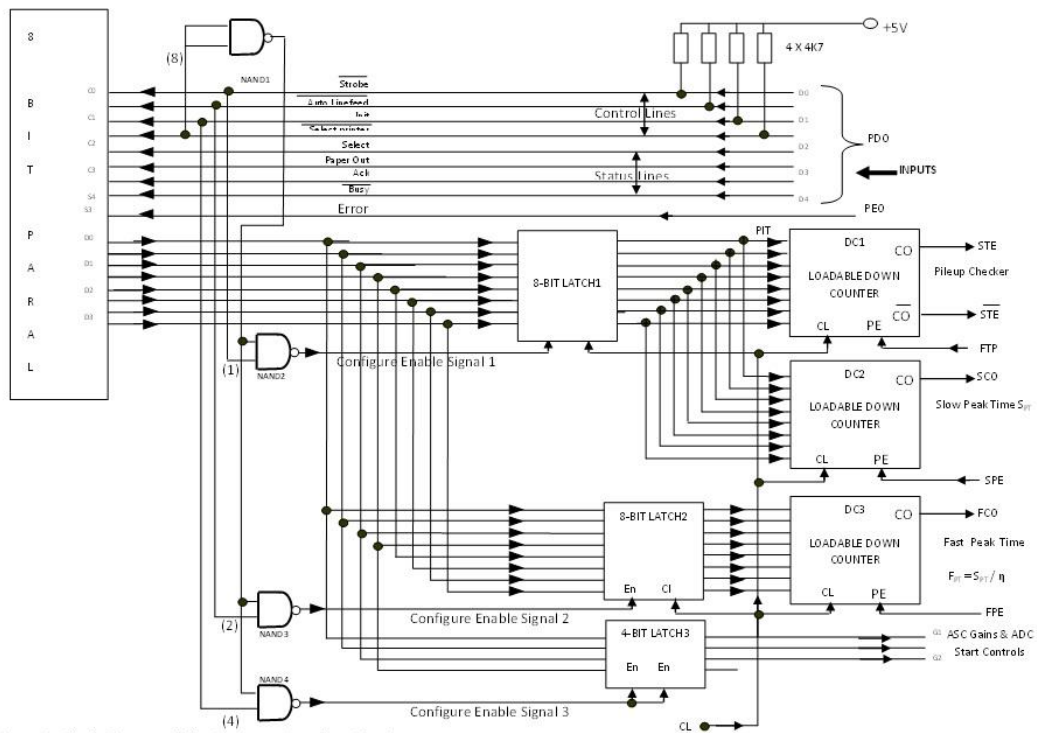 8
B
I
T
P
A
R
A
L
(8)
NAND1
+5V
4 X 4K7
C0
Strobe
D0
Auto Linefeed
C1
Init
Control Lines
D1
Select printer
C2
Select
D2
PDO
Paper Out
C3
Ack
Status Lines
D3
INPUTS
S4
Busy
D4
S3
Error
PEO
D0
D1
D2
D3
8-BIT LATCH1
PIT
DC1
CO
LOADABLE DOWN
COUNTER
CO
CL
PE
STE
Pileup Checker
STE
FTP
(1)
NAND2
Configure Enable Signal 1
DC2
CO
LOADABLE DOWN
COUNTER
CL
PE
SCO
Slow Peak Time SPT
SPE
8-BIT LATCH2
En
Cl
DC3
CO
LOADABLE DOWN
COUNTER
CL
PE
FCO
Fast Peak Time
FPT = SPT / η
FPE
(2)
NAND3
Configure Enable Signal 2
4-BIT LATCH3
En En
G1
ASC Gains & ADC
G2
Start Controls
NAND4
(4)
Configure Enable Signal 3
CL